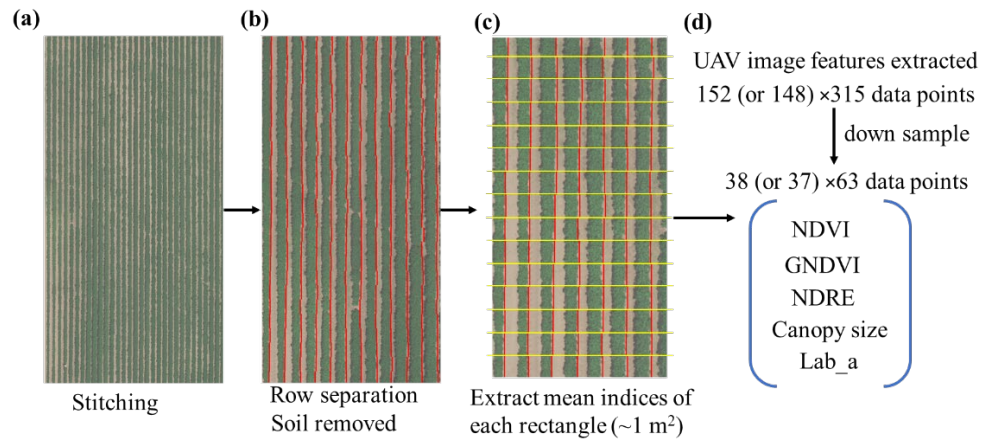 (a)
(b)
(c)
(d)
Stitching
Row separation
Soil removed
Extract mean indices of
each rectangle (~1 m²)
UAV image features extracted
152 (or 148) ×315 data points
down sample
38 (or 37) ×63 data points
NDVI
GNDVI
NDRE
Canopy size
Lab_a